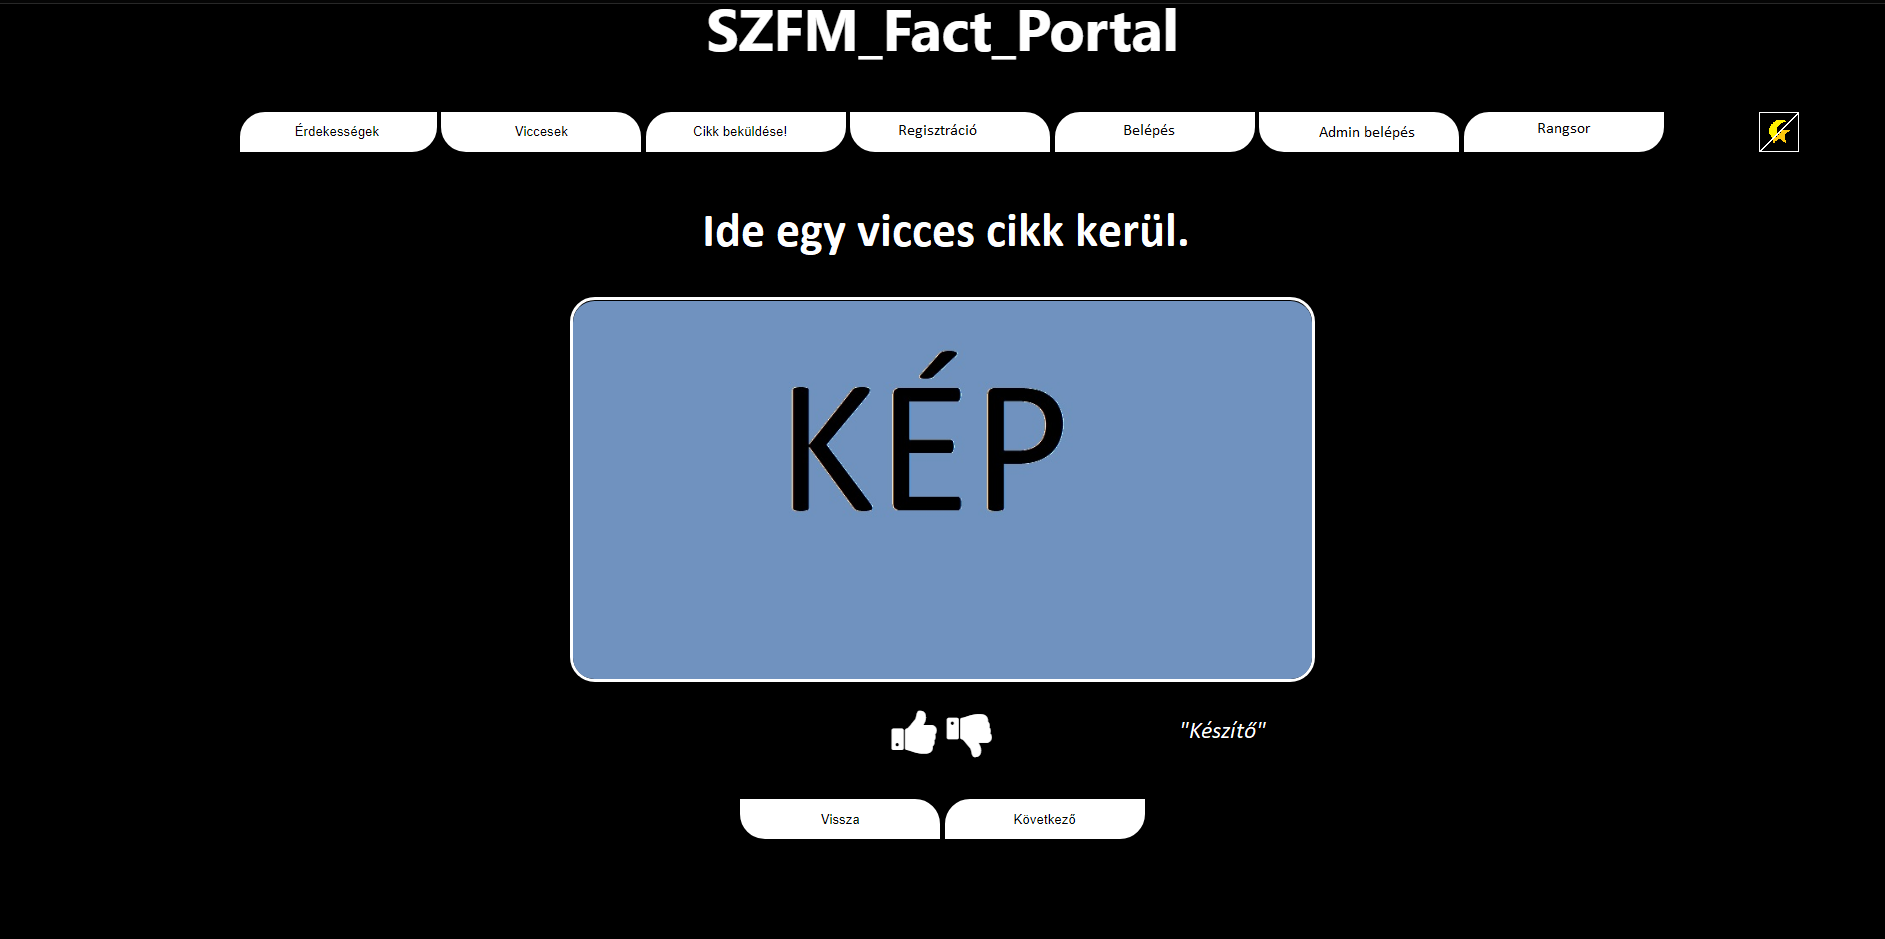 SZFM_Fact_Portal
Érdekességek Viccesek Cikk beküldése! Regisztráció Belépés Admin belépés Rangsor
Ide egy vicces cikk kerül.
KÉP
"Készítő"
Vissza Következő